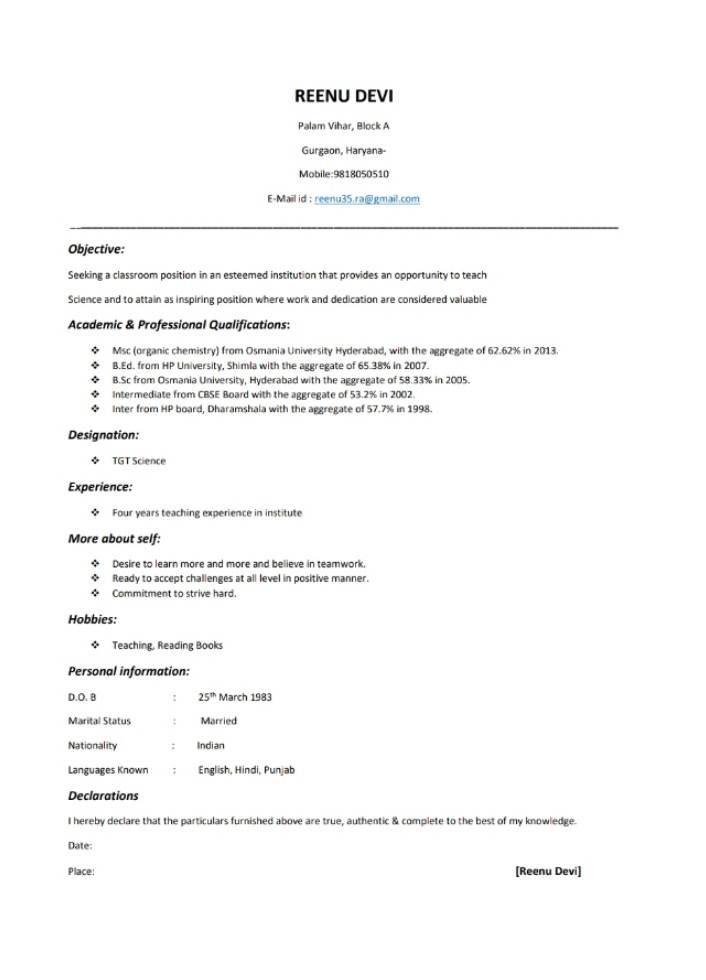 REENU DEVI
Palam Vihar, Block A
Gurgaon, Haryana-
Mobile:9818050510
E-Mail id : reenu35.ra@gmail.com
Objective:
Seeking a classroom position in an esteemed institution that provides an opportunity to teach
Science and to attain as inspiring position where work and dedication are considered valuable
Academic & Professional Qualifications:
❖ Msc (organic chemistry) from Osmania University Hyderabad, with the aggregate of 62.62% in 2013.
❖ B.Ed. from HP University, Shimla with the aggregate of 65.38% in 2007.
❖ B.Sc from Osmania University, Hyderabad with the aggregate of 58.33% in 2005.
❖ Intermediate from CBSE Board with the aggregate of 53.2% in 2002.
❖ Inter from HP board, Dharamshala with the aggregate of 57.7% in 1998.
Designation:
❖ TGT Science
Experience:
❖ Four years teaching experience in institute
More about self:
❖ Desire to learn more and more and believe in teamwork.
❖ Ready to accept challenges at all level in positive manner.
❖ Commitment to strive hard.
Hobbies:
❖ Teaching, Reading Books
Personal information:
D.O. B : 25th March 1983
Marital Status : Married
Nationality : Indian
Languages Known : English, Hindi, Punjab
Declarations
I hereby declare that the particulars furnished above are true, authentic & complete to the best of my knowledge.
Date:
Place: [Reenu Devi]